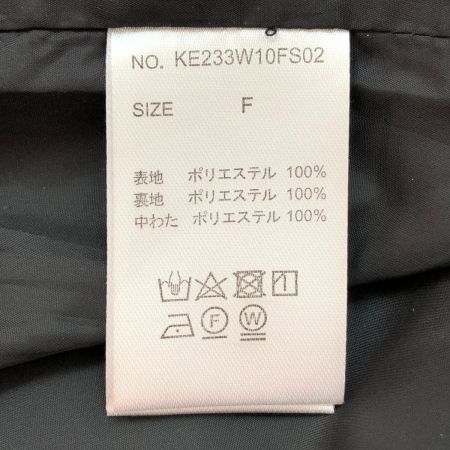 NO. KE233W10FS02
SIZE F
表地 ポリエステル 100%
裏地 ポリエステル 100%
中わた ポリエステル 100%
F W